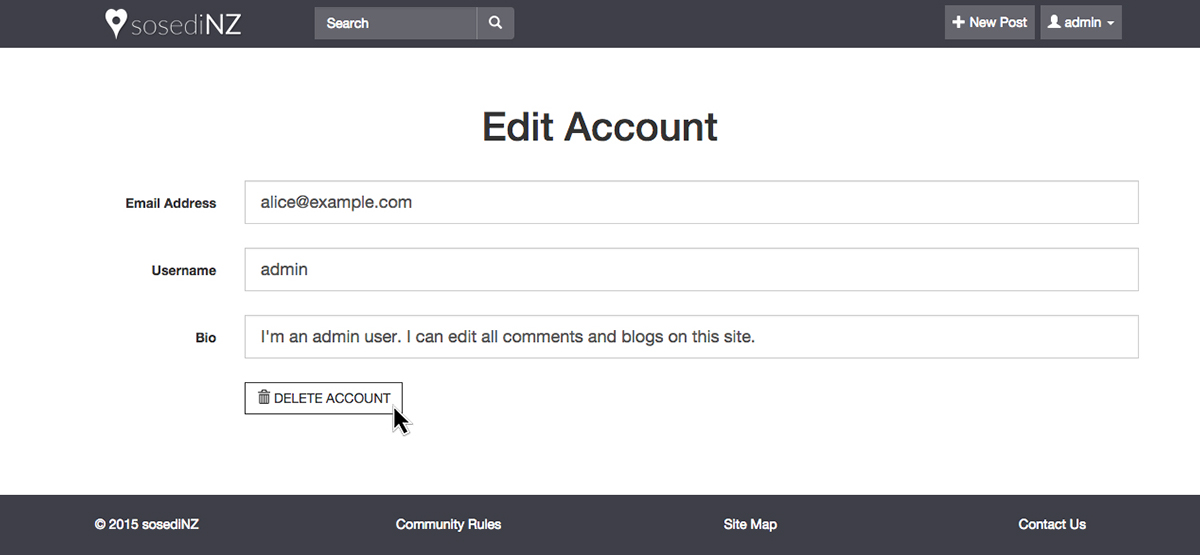 sosediNZ
Search
New Post
admin
Edit Account
Email Address
alice@example.com
Username
admin
Bio
I'm an admin user. I can edit all comments and blogs on this site.
DELETE ACCOUNT
© 2015 sosediNZ
Community Rules
Site Map
Contact Us